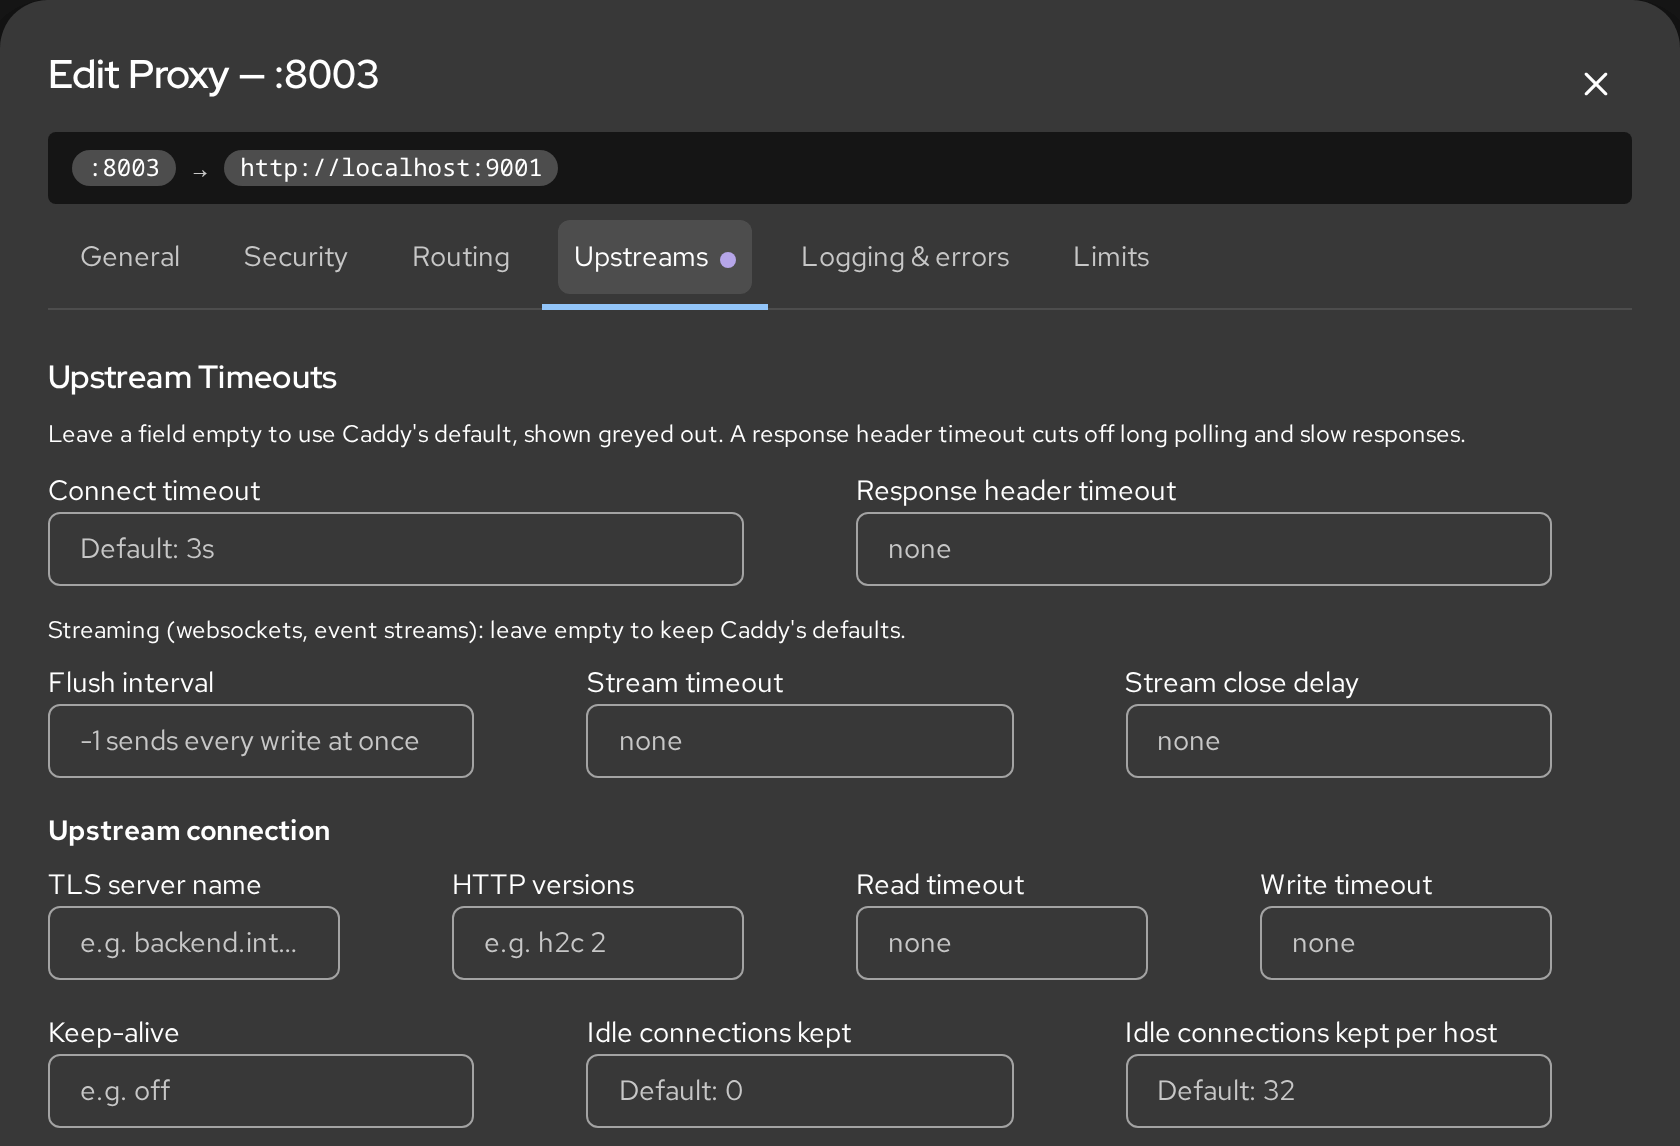 Edit Proxy – :8003
:8003 → http://localhost:9001
General Security Routing Upstreams Logging & errors Limits
Upstream Timeouts
Leave a field empty to use Caddy's default, shown greyed out. A response header timeout cuts off long polling and slow responses.
Connect timeout Response header timeout
Default: 3s none
Streaming (websockets, event streams): leave empty to keep Caddy's defaults.
Flush interval Stream timeout Stream close delay
-1 sends every write at once none none
Upstream connection
TLS server name HTTP versions Read timeout Write timeout
e.g. backend.int... e.g. h2c 2 none none
Keep-alive Idle connections kept Idle connections kept per host
e.g. off Default: 0 Default: 32